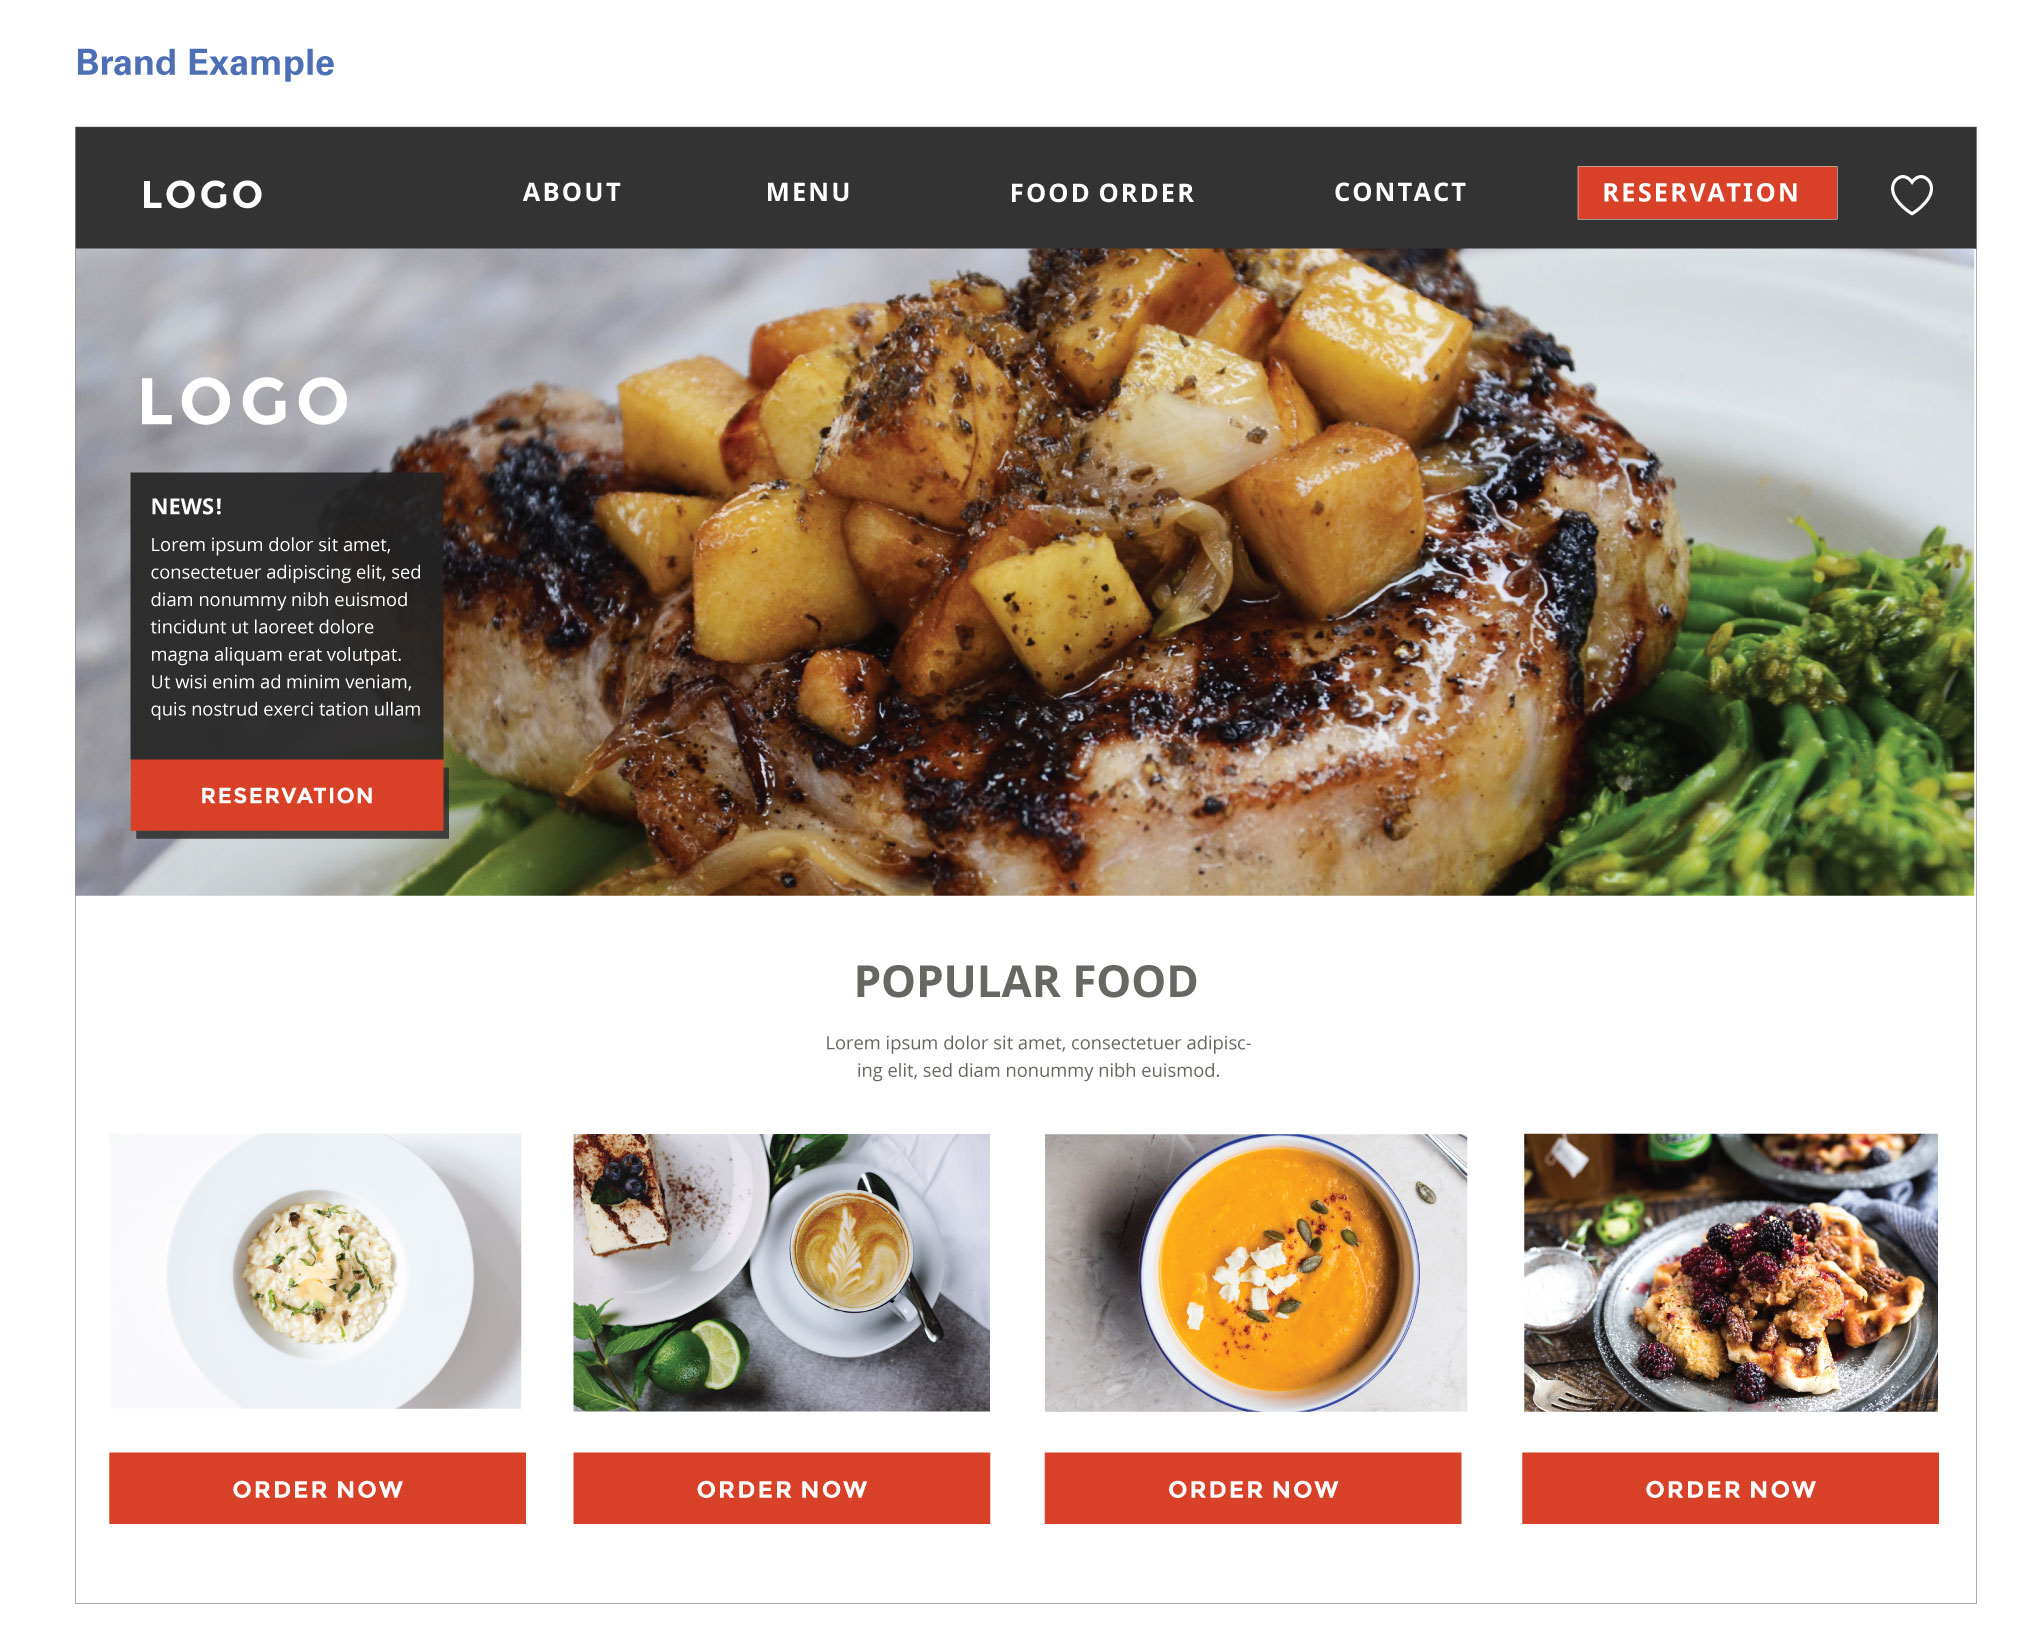 Brand Example
LOGO
ABOUT
MENU
FOOD ORDER
CONTACT
RESERVATION
LOGO
NEWS!
Lorem ipsum dolor sit amet,
consectetuer adipiscing elit, sed
diam nonummy nibh euismod
tincidunt ut laoreet dolore
magna aliquam erat volutpat.
Ut wisi enim ad minim veniam,
quis nostrud exerci tation ullam
RESERVATION
POPULAR FOOD
Lorem ipsum dolor sit amet, consectetuer adipisc-
ing elit, sed diam nonummy nibh euismod.
ORDER NOW
ORDER NOW
ORDER NOW
ORDER NOW